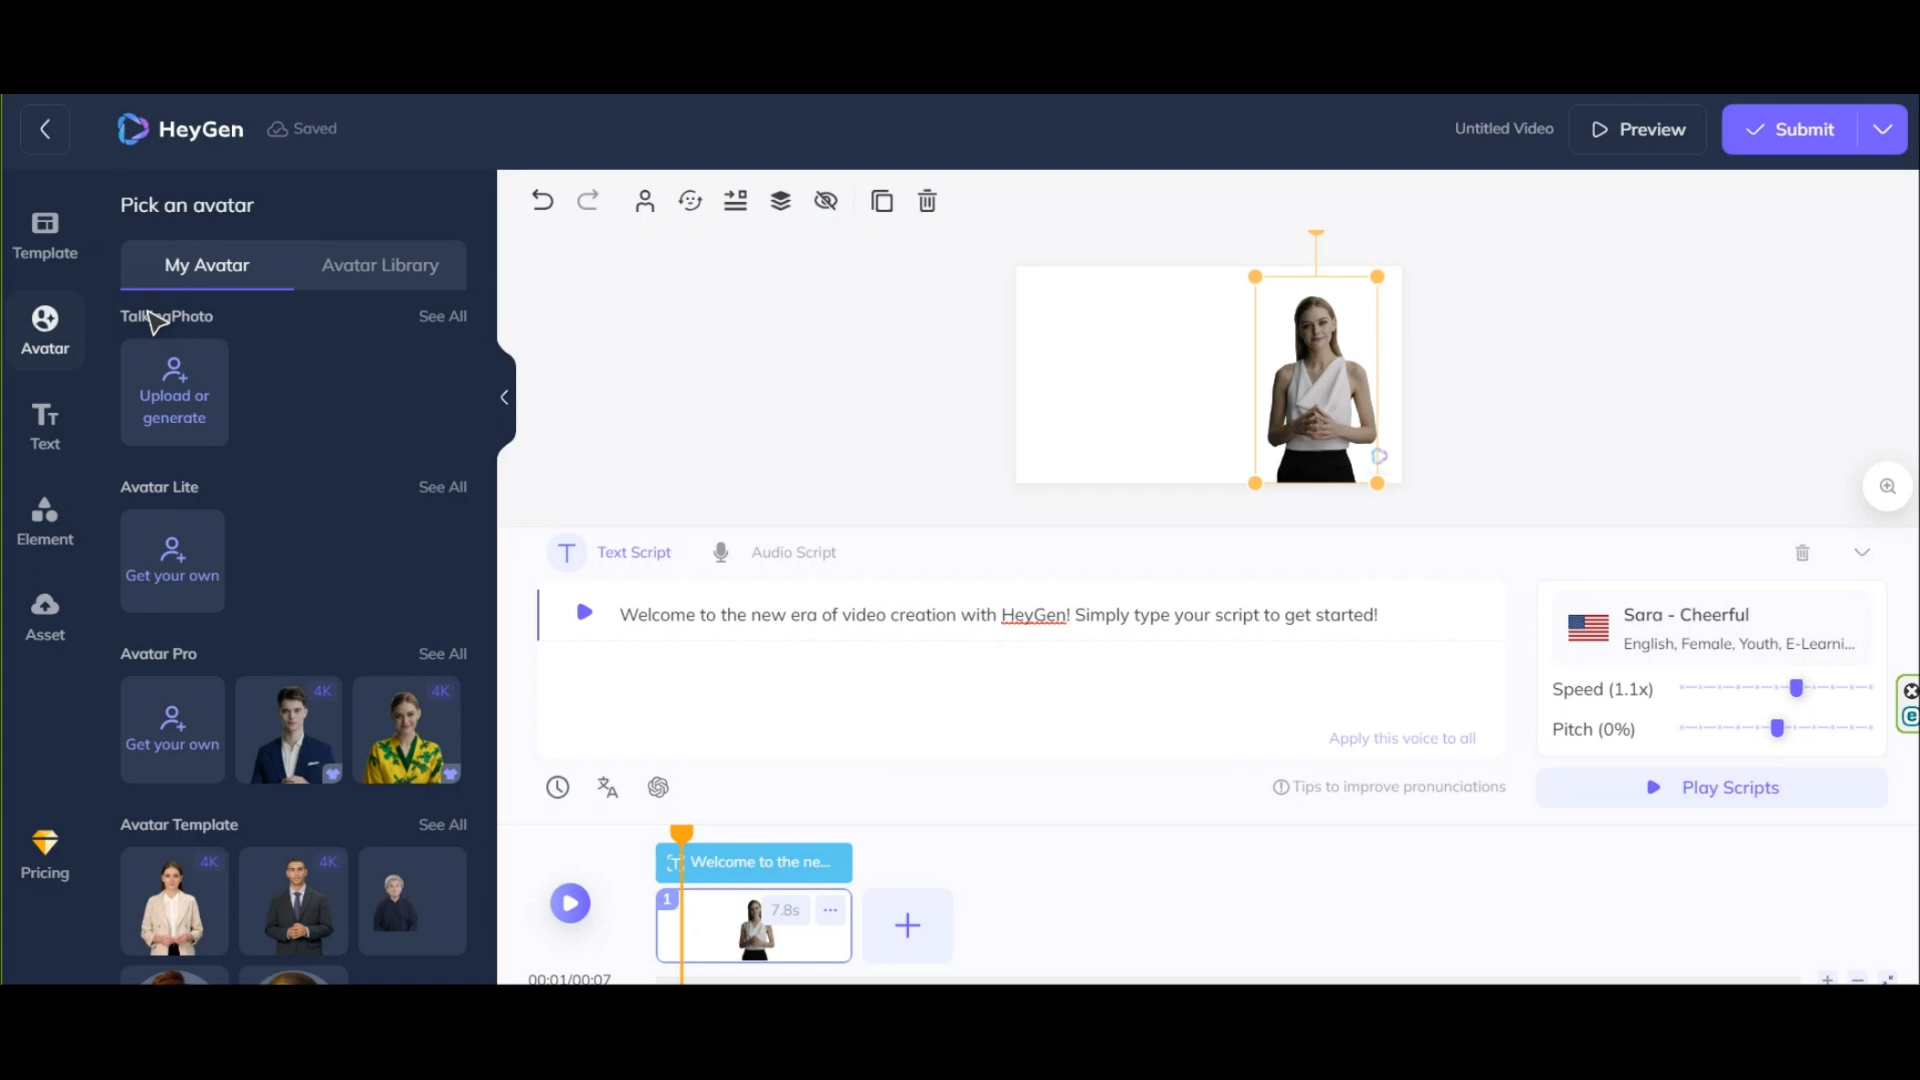 HeyGen
Saved
Untitled Video
Preview
Submit
Template
Avatar
Text
Element
Asset
Pricing
Pick an avatar
My Avatar
Avatar Library
See All
Upload or
generate
Avatar Lite
See All
Get your own
Avatar Pro
See All
Get your own
4K
4K
Avatar Template
See All
4K
4K
T
Text Script
Audio Script
Welcome to the new era of video creation with HeyGen! Simply type your script to get started!
Apply this voice to all
Tips to improve pronunciations
Sara - Cheerful
English, Female, Youth, E-Learni...
Speed (1.1x)
Pitch (0%)
Play Scripts
Welcome to the ne...
1
7.8s
00:01/00:07